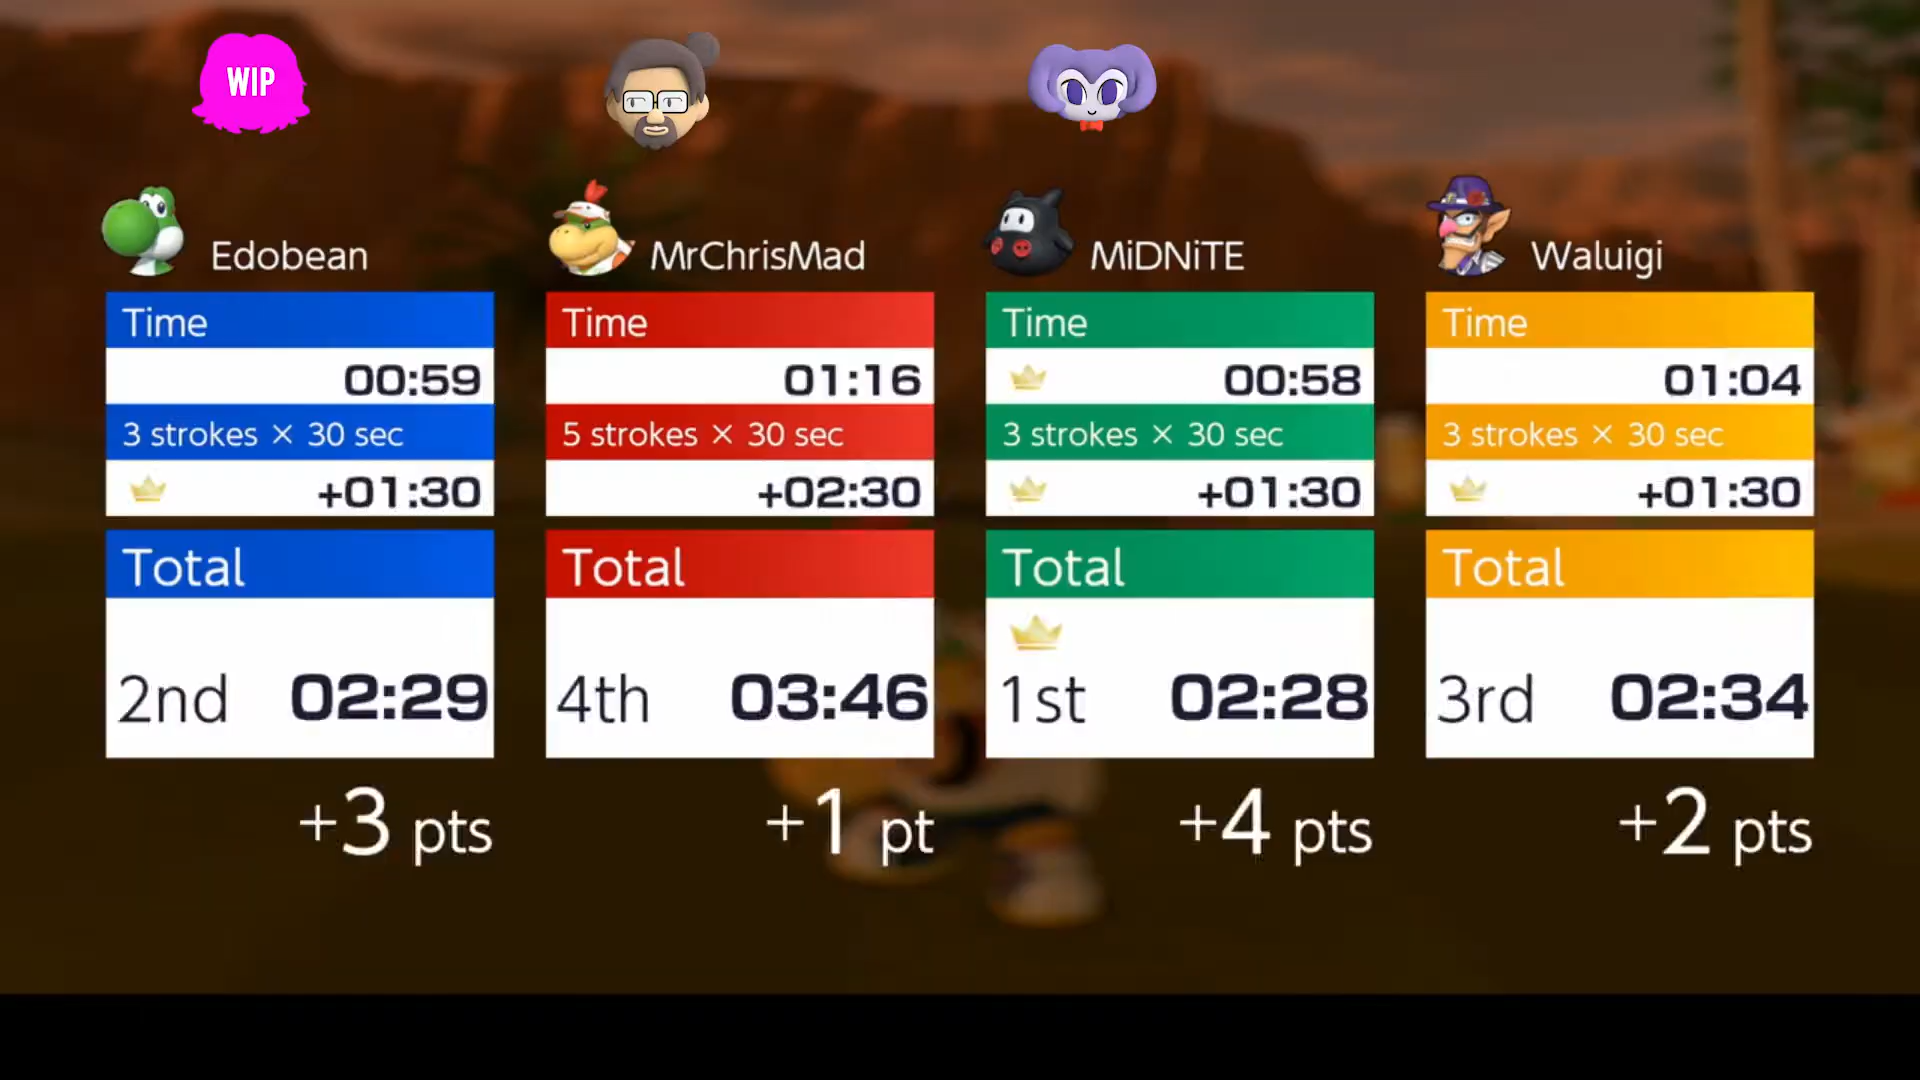 WIP
Edobean
Time
00:59
3 strokes × 30 sec
+01:30
Total
2nd 02:29
+3 pts
MrChrisMad
Time
01:16
5 strokes × 30 sec
+02:30
Total
4th 03:46
+1 pt
MiDNiTE
Time
00:58
3 strokes × 30 sec
+01:30
Total
1st 02:28
+4 pts
Waluigi
Time
01:04
3 strokes × 30 sec
+01:30
Total
3rd 02:34
+2 pts